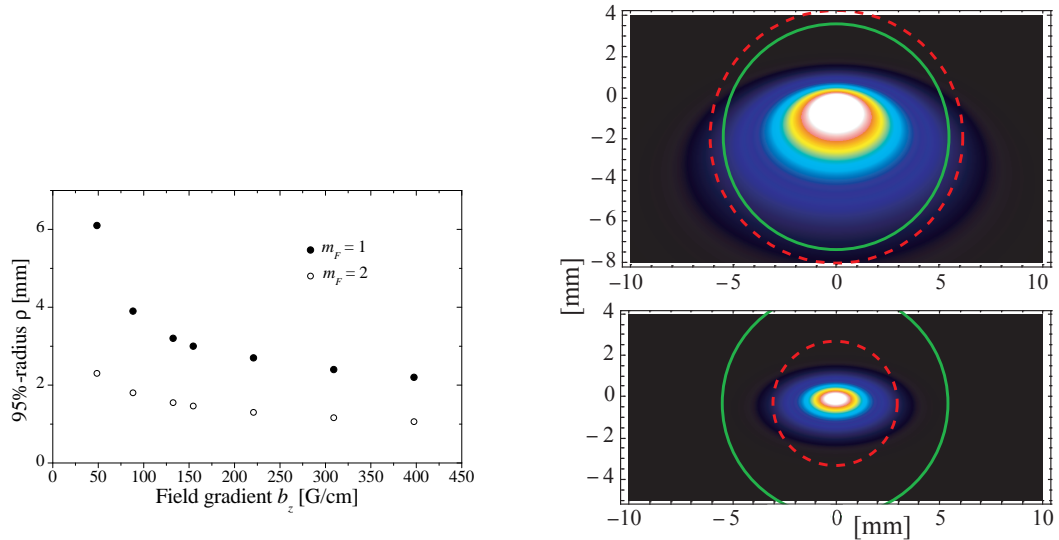 95%-radius ρ [mm]
6
4
2
0
0 50 100 150 200 250 300 350 400 450
Field gradient b_z [G/cm]
m_F = 1
m_F = 2
4
2
0
−2
−4
−6
−8
−10 −5 0 5 10
[mm]
4
2
0
−2
−4
−10 −5 0 5 10
[mm]